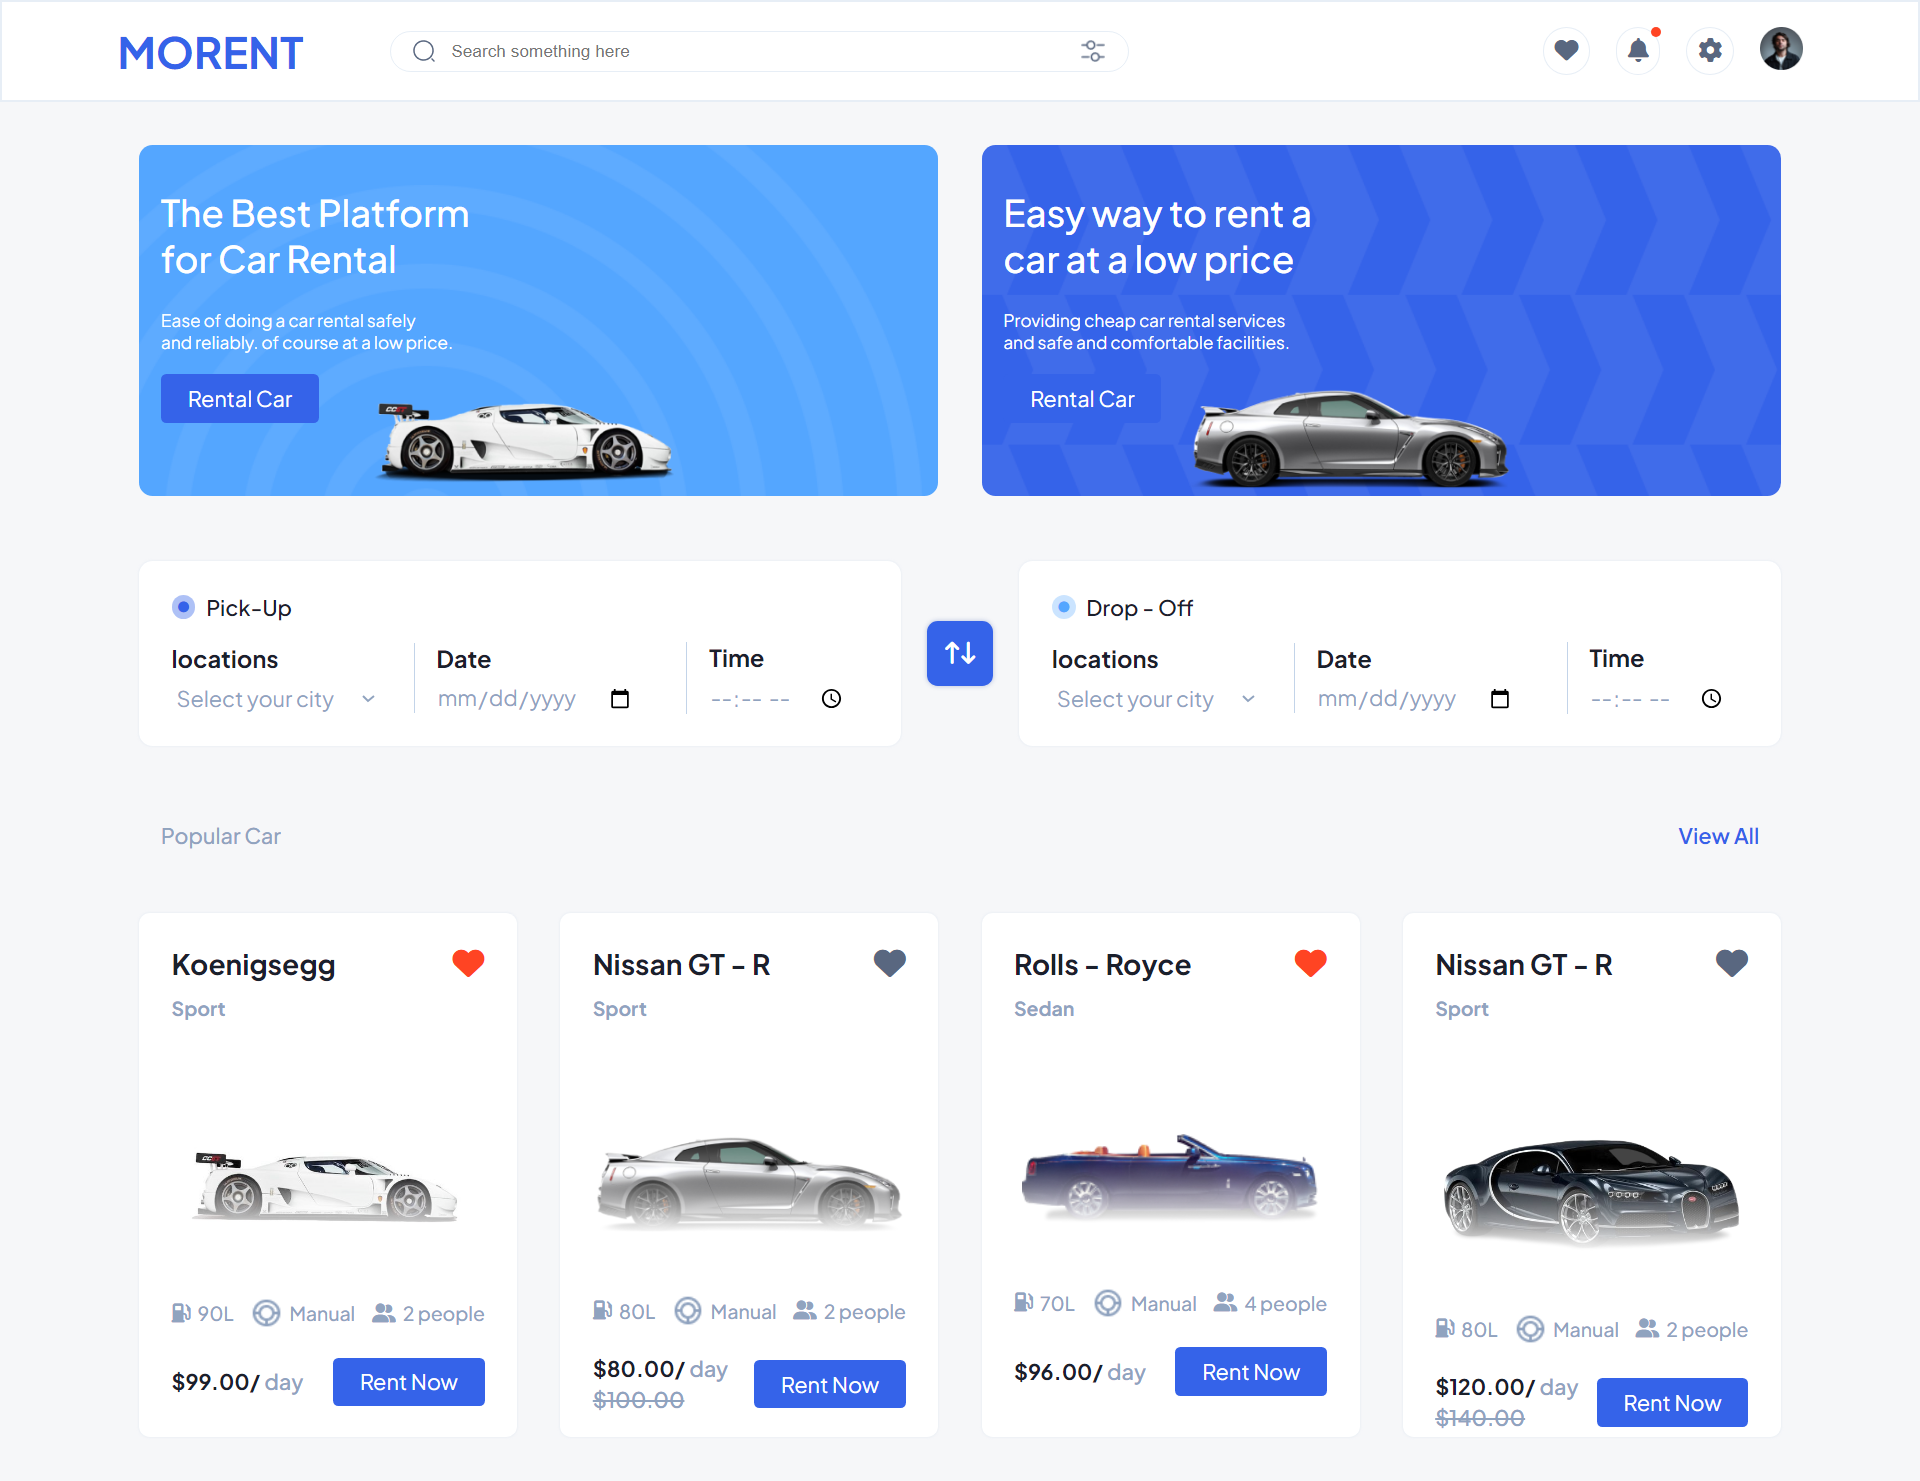 MORENT
Search something here
The Best Platform
for Car Rental
Ease of doing a car rental safely
and reliably. of course at a low price.
Rental Car
Easy way to rent a
car at a low price
Providing cheap car rental services
and safe and comfortable facilities.
Rental Car
Pick-Up
locations
Date
Time
Select your city
mm/dd/yyyy
--:-- --
Drop - Off
locations
Date
Time
Select your city
mm/dd/yyyy
--:-- --
Popular Car
View All
Koenigsegg
Sport
90L
Manual
2 people
$99.00/ day
Rent Now
Nissan GT - R
Sport
80L
Manual
2 people
$80.00/ day
$100.00
Rent Now
Rolls - Royce
Sedan
70L
Manual
4 people
$96.00/ day
Rent Now
Nissan GT - R
Sport
80L
Manual
2 people
$120.00/ day
$140.00
Rent Now